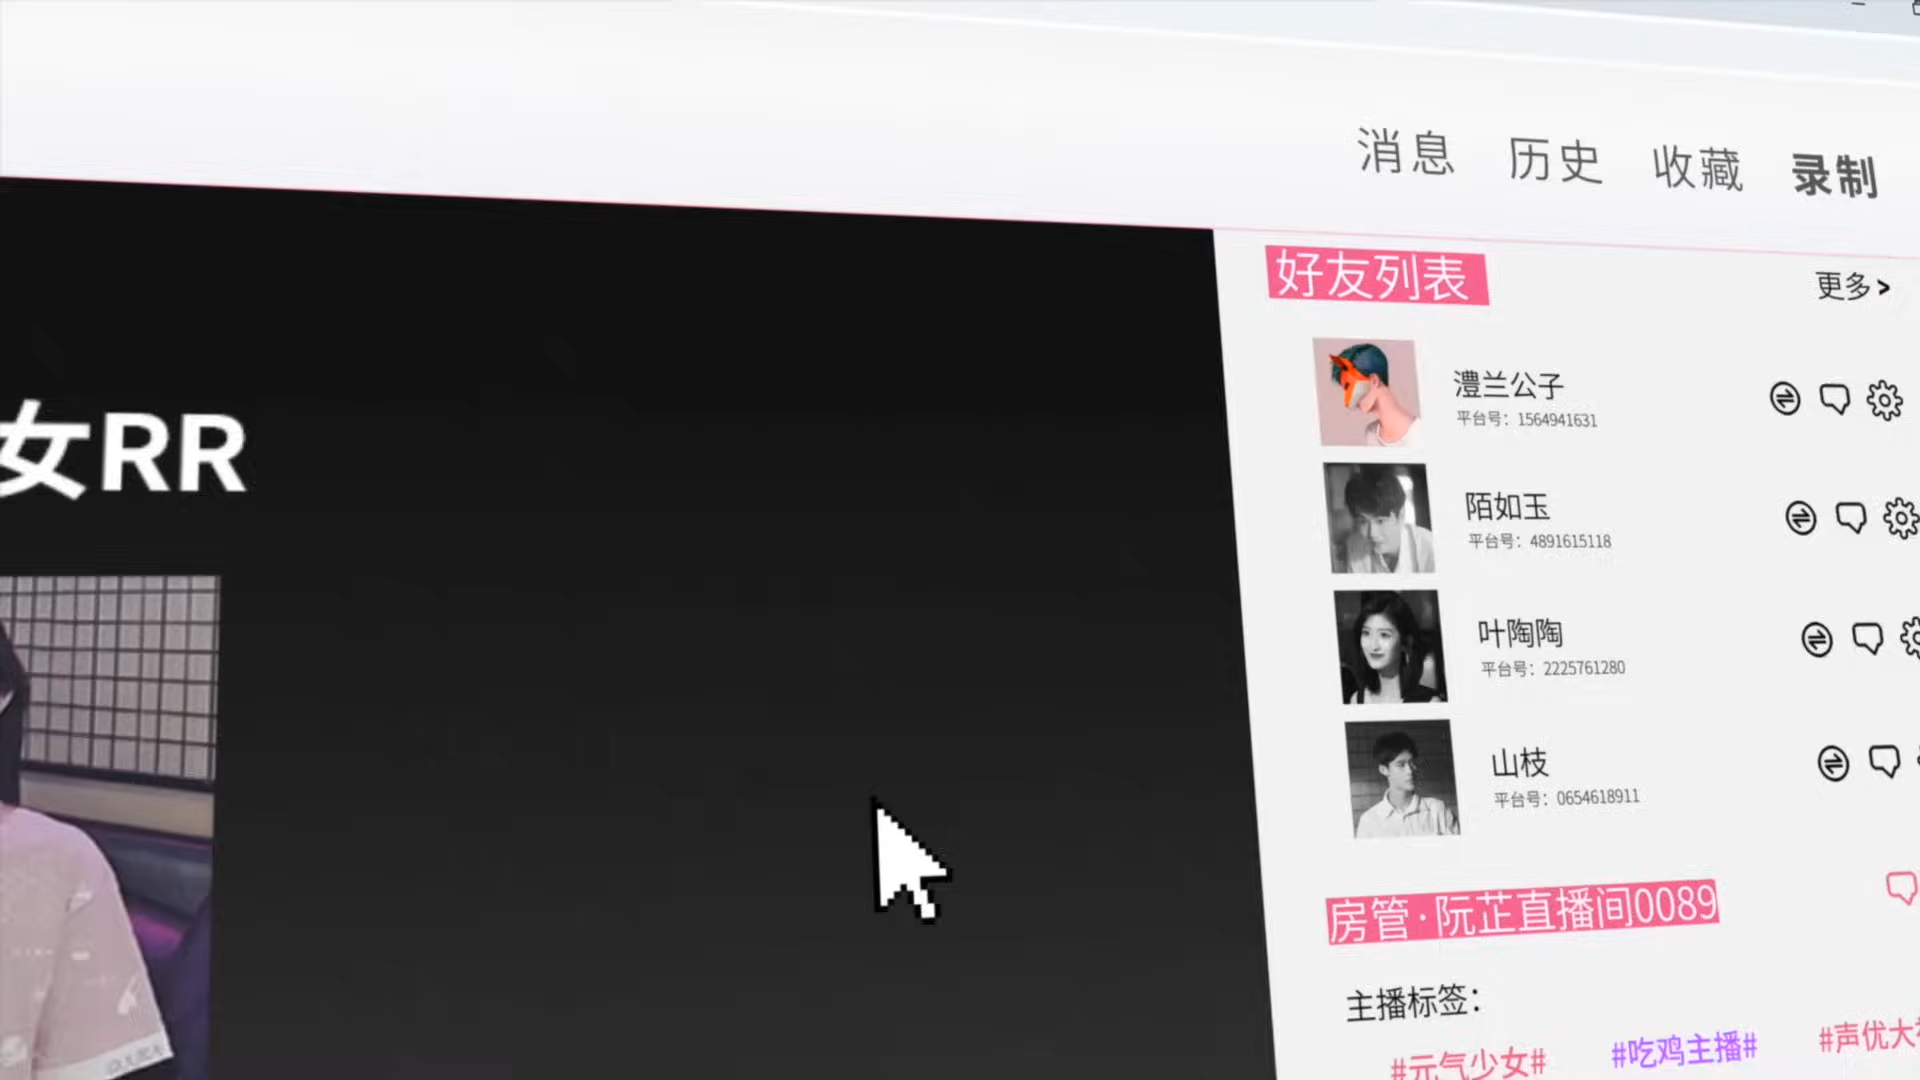 消息 历史 收藏 录制
好友列表 更多>
澧兰公子
平台号：1564941631
女RR
陌如玉
平台号：4891615118
叶陶陶
平台号：2225761280
山枝
平台号：0654618911
房管·阮芷直播间0089
主播标签：
#元气少女# #吃鸡主播# #声优大